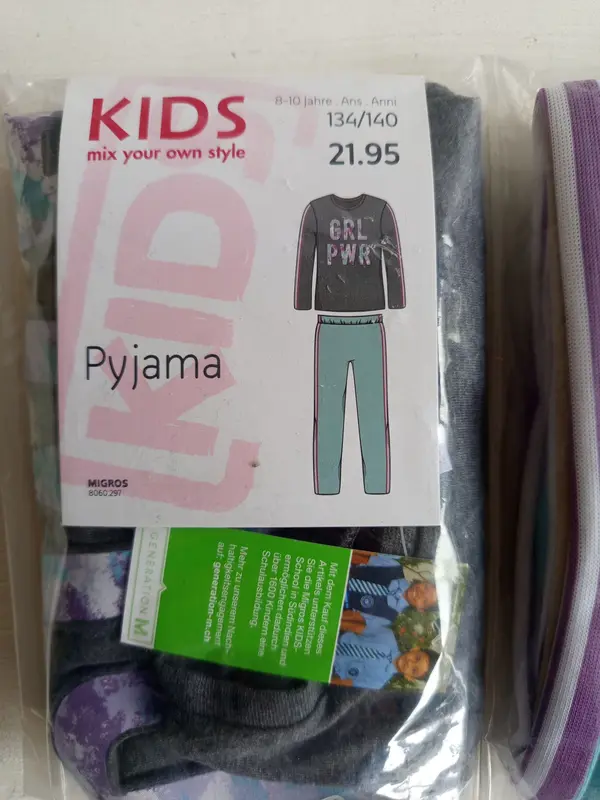 KIDS
mix your own style
8-10 Jahre . Ans . Anni
134/140
21.95
GRL
PWR
KIDS
Pyjama
MIGROS
8060.297
GENERATION M
Mit dem Kauf dieses
Artikels unterstützen
Sie die Migros KIDS-
School in Südindien und
ermöglichen dadurch
über 1600 Kindern eine
Schulausbildung.
Mehr zu unserem Nach-
haltigkeitsengagement
auf: generation-m.ch